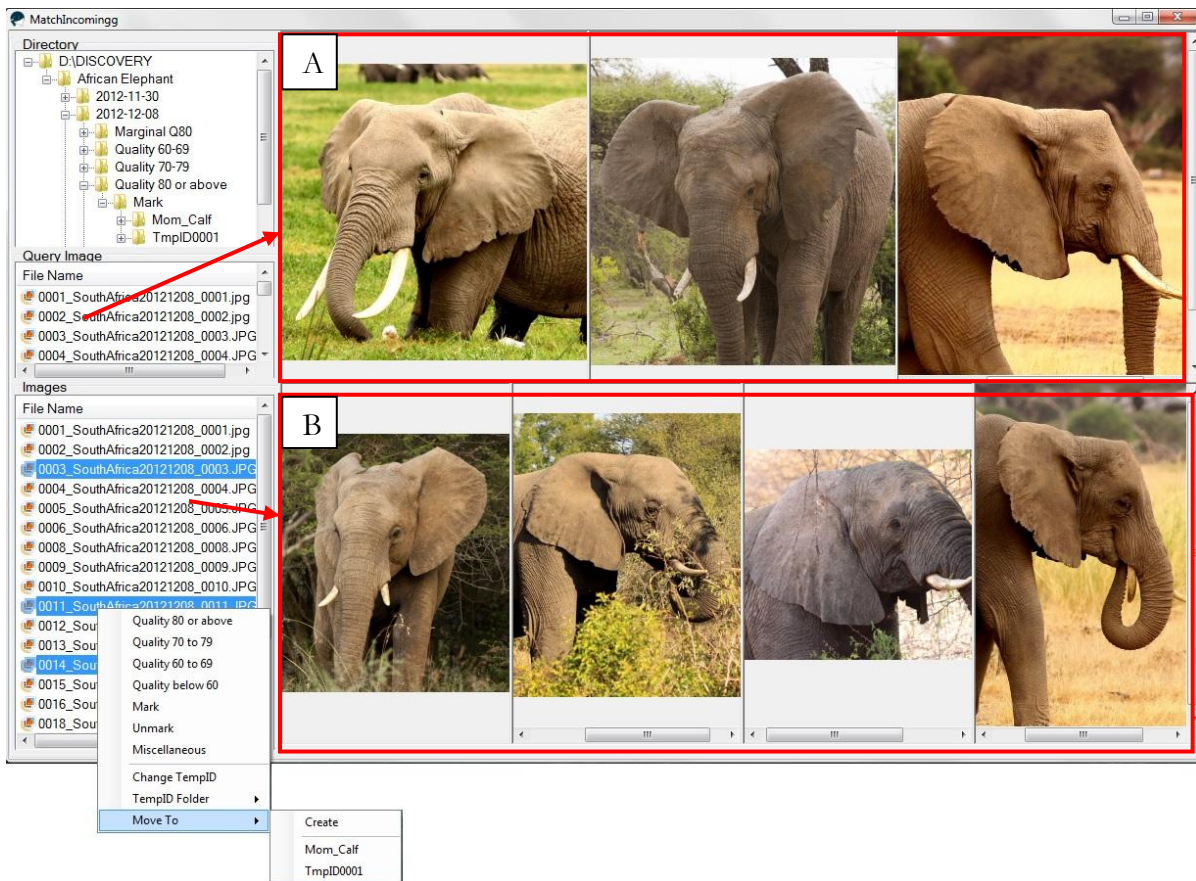 MatchIncomingg
Directory
D:\DISCOVERY
African Elephant
2012-11-30
2012-12-08
Marginal Q80
Quality 60-69
Quality 70-79
Quality 80 or above
Mark
Mom_Calf
TmpID0001
Query Image
File Name
0001_SouthAfrica20121208_0001.jpg
0002_SouthAfrica20121208_0002.jpg
0003_SouthAfrica20121208_0003.JPG
0004_SouthAfrica20121208_0004.JPG
A
Images
File Name
0001_SouthAfrica20121208_0001.jpg
0002_SouthAfrica20121208_0002.jpg
0003_SouthAfrica20121208_0003.JPG
0004_SouthAfrica20121208_0004.JPG
0005_SouthAfrica20121208_0005.JPG
0006_SouthAfrica20121208_0006.JPG
0008_SouthAfrica20121208_0008.JPG
0009_SouthAfrica20121208_0009.JPG
0010_SouthAfrica20121208_0010.JPG
0011_SouthAfrica20121208_0011.JPG
0012_Sou
0013_Sou
0014_Sou
0015_Sou
0016_Sou
0018_Sou
B
Quality 80 or above
Quality 70 to 79
Quality 60 to 69
Quality below 60
Mark
Unmark
Miscellaneous
Change TempID
TempID Folder
Move To
Create
Mom_Calf
TmpID0001